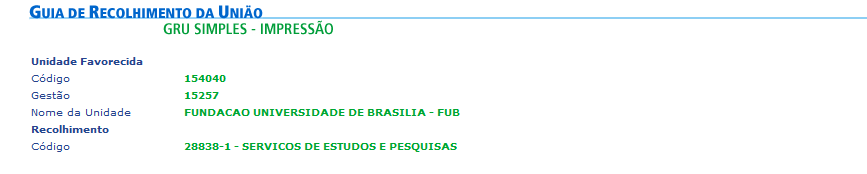 GUIA DE RECOLHIMENTO DA UNIÃO
GRU SIMPLES - IMPRESSÃO
Unidade Favorecida
Código 154040
Gestão 15257
Nome da Unidade FUNDACAO UNIVERSIDADE DE BRASILIA - FUB
Recolhimento
Código 28838-1 - SERVICOS DE ESTUDOS E PESQUISAS